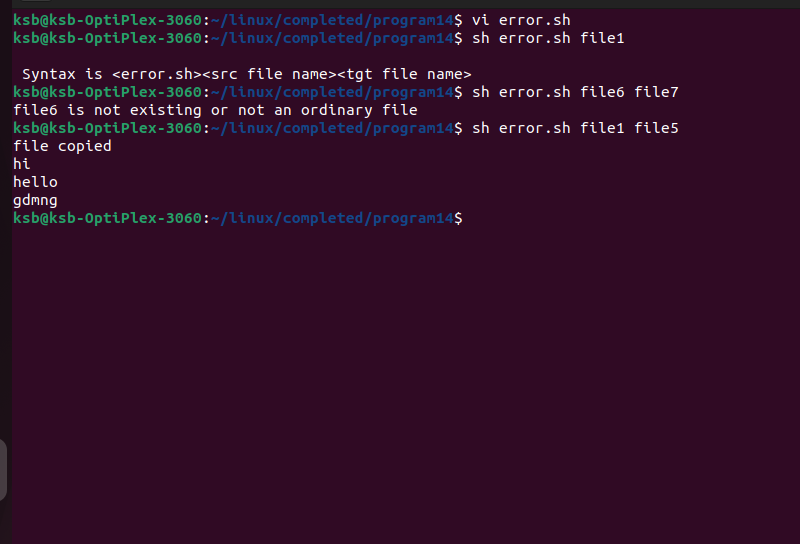 ksb@ksb-OptiPlex-3060:~/linux/completed/program14$ vi error.sh
ksb@ksb-OptiPlex-3060:~/linux/completed/program14$ sh error.sh file1
Syntax is <error.sh><src file name><tgt file name>
ksb@ksb-OptiPlex-3060:~/linux/completed/program14$ sh error.sh file6 file7
file6 is not existing or not an ordinary file
ksb@ksb-OptiPlex-3060:~/linux/completed/program14$ sh error.sh file1 file5
file copied
hi
hello
gdmng
ksb@ksb-OptiPlex-3060:~/linux/completed/program14$